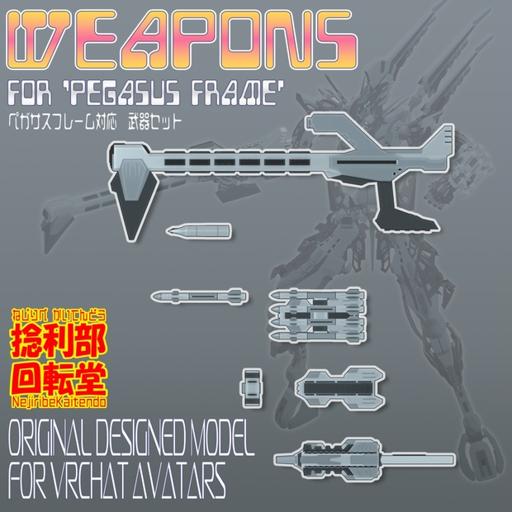 WEAPONS
FOR 'PEGASUS FRAME'
ペガサスフレーム対応 武器セット
ねじりべ かいてんどう
捻利部
回転堂
NejiribeKaitendo
ORIGINAL DESIGNED MODEL
FOR VRCHAT AVATARS